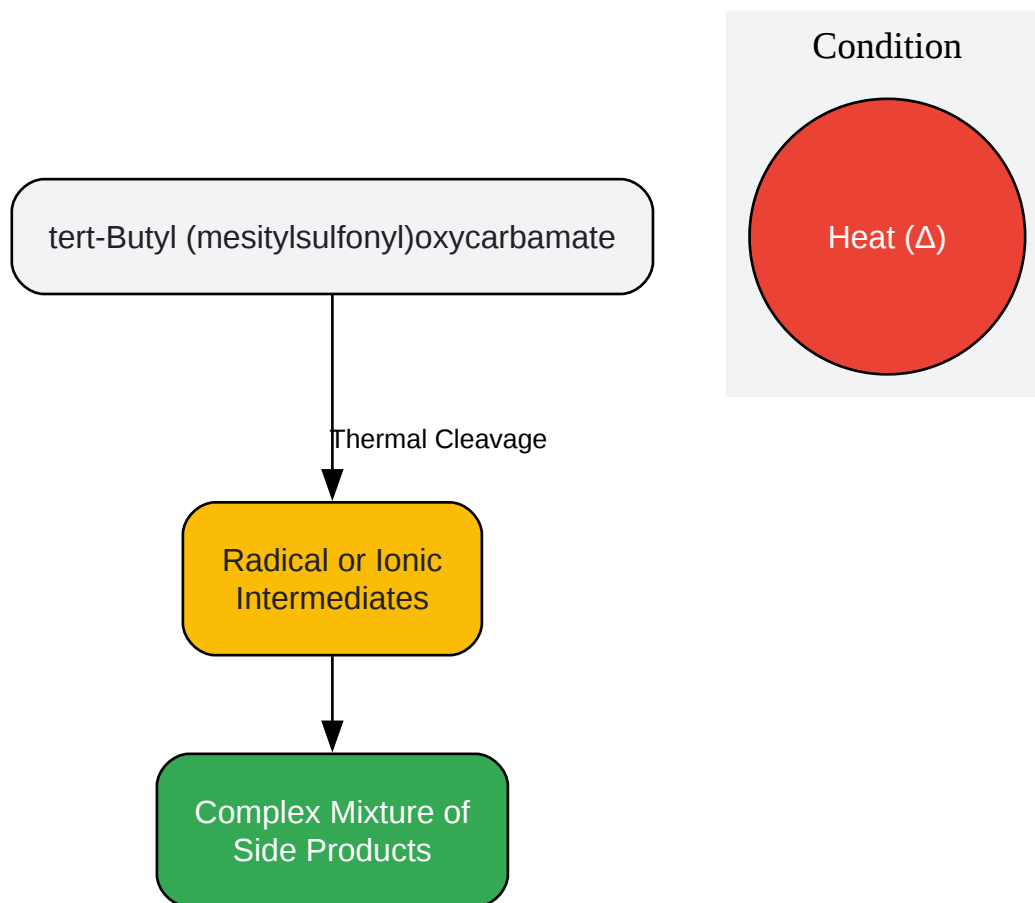 Condition
tert-Butyl (mesitylsulfonyl)oxycarbamate
Heat (Δ)
Thermal Cleavage
Radical or Ionic
Intermediates
Complex Mixture of
Side Products